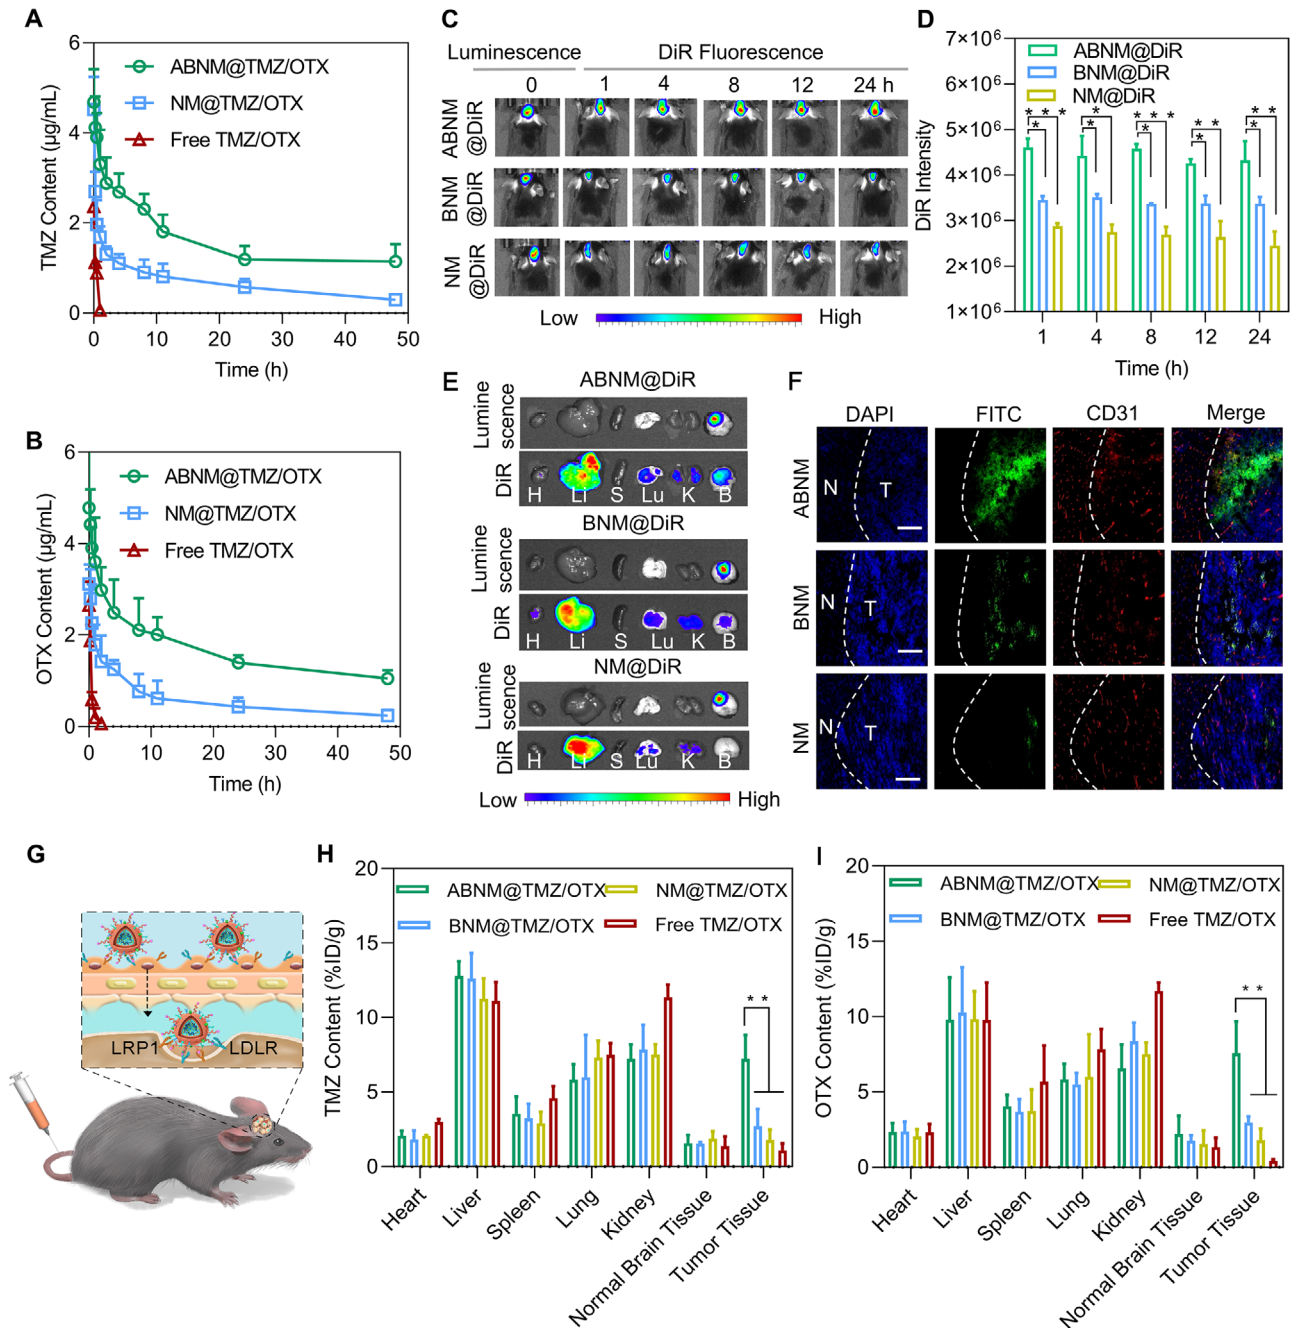 A
6
4
2
0
TMZ Content (μg/mL)
ABNM@TMZ/OTX
NM@TMZ/OTX
Free TMZ/OTX
0 10 20 30 40 50
Time (h)
B
6
4
2
0
OTX Content (μg/mL)
ABNM@TMZ/OTX
NM@TMZ/OTX
Free TMZ/OTX
0 10 20 30 40 50
Time (h)
C
Luminescence DiR Fluorescence
0 1 4 8 12 24 h
ABNM
@DiR
BNM
@DiR
NM
@DiR
Low High
D
7×10⁶
6×10⁶
5×10⁶
4×10⁶
3×10⁶
2×10⁶
1×10⁶
DiR Intensity
ABNM@DiR
BNM@DiR
NM@DiR
* * * * * * * * * *
* * * * *
1 4 8 12 24
Time (h)
E
ABNM@DiR
Lumine
scence
DiR
H Li S Lu K B
BNM@DiR
Lumine
scence
DiR
H Li S Lu K B
NM@DiR
Lumine
scence
DiR
H Li S Lu K B
Low High
F
DAPI FITC CD31 Merge
ABNM
N T
BNM
N T
NM
N T
G
LRP1 LDLR
H
20
15
10
5
0
TMZ Content (%ID/g)
ABNM@TMZ/OTX NM@TMZ/OTX
BNM@TMZ/OTX Free TMZ/OTX
* *
Heart
Liver
Spleen
Lung
Kidney
Normal Brain Tissue
Tumor Tissue
I
20
15
10
5
0
OTX Content (%ID/g)
ABNM@TMZ/OTX NM@TMZ/OTX
BNM@TMZ/OTX Free TMZ/OTX
* *
Heart
Liver
Spleen
Lung
Kidney
Normal Brain Tissue
Tumor Tissue